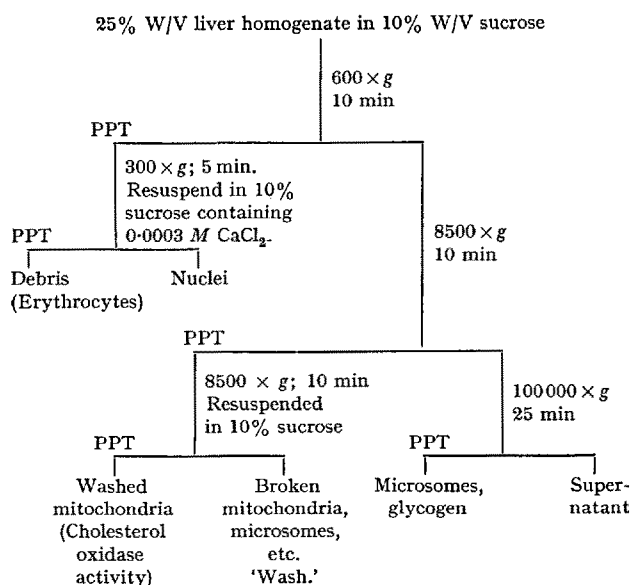 25% W/V liver homogenate in 10% W/V sucrose
600 × g
10 min
PPT
300 × g; 5 min.
Resuspend in 10%
sucrose containing
0·0003 M CaCl₂.
PPT
Debris
(Erythrocytes)
Nuclei
8500 × g
10 min
PPT
8500 × g; 10 min
Resuspended
in 10% sucrose
PPT
Washed
mitochondria
(Cholesterol
oxidase
activity)
Broken
mitochondria,
microsomes,
etc.
'Wash.'
100000 × g
25 min
PPT
Microsomes,
glycogen
Super-
natant